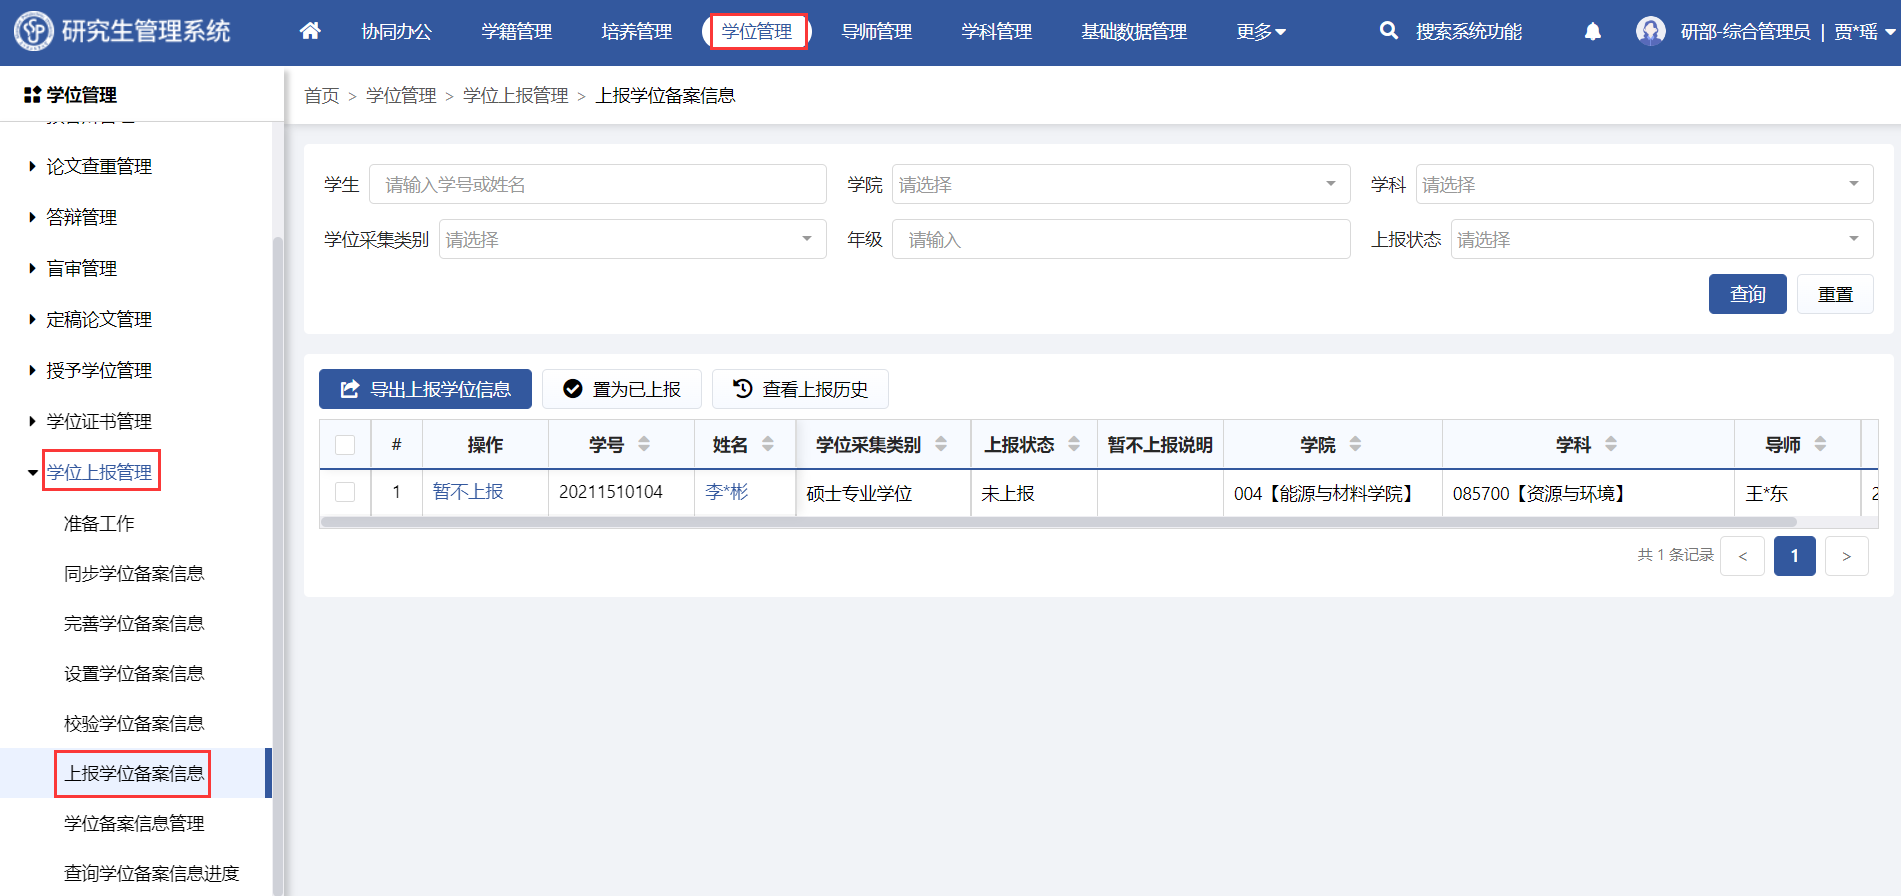 研究生管理系统
协同办公 学籍管理 培养管理 学位管理 导师管理 学科管理 基础数据管理 更多 搜索系统功能 研部-综合管理员 | 贾*瑶
学位管理
首页 > 学位管理 > 学位上报管理 > 上报学位备案信息
论文查重管理
答辩管理
盲审管理
定稿论文管理
授予学位管理
学位证书管理
学位上报管理
准备工作
同步学位备案信息
完善学位备案信息
设置学位备案信息
校验学位备案信息
上报学位备案信息
学位备案信息管理
查询学位备案信息进度
学生 请输入学号或姓名 学院 请选择 学科 请选择
学位采集类别 请选择 年级 请输入 上报状态 请选择
查询 重置
导出上报学位信息 置为已上报 查看上报历史
# 操作 学号 姓名 学位采集类别 上报状态 暂不上报说明 学院 学科 导师
1 暂不上报 20211510104 李*彬 硕士专业学位 未上报 004【能源与材料学院】 085700【资源与环境】 王*东 2
共 1 条记录 < 1 >